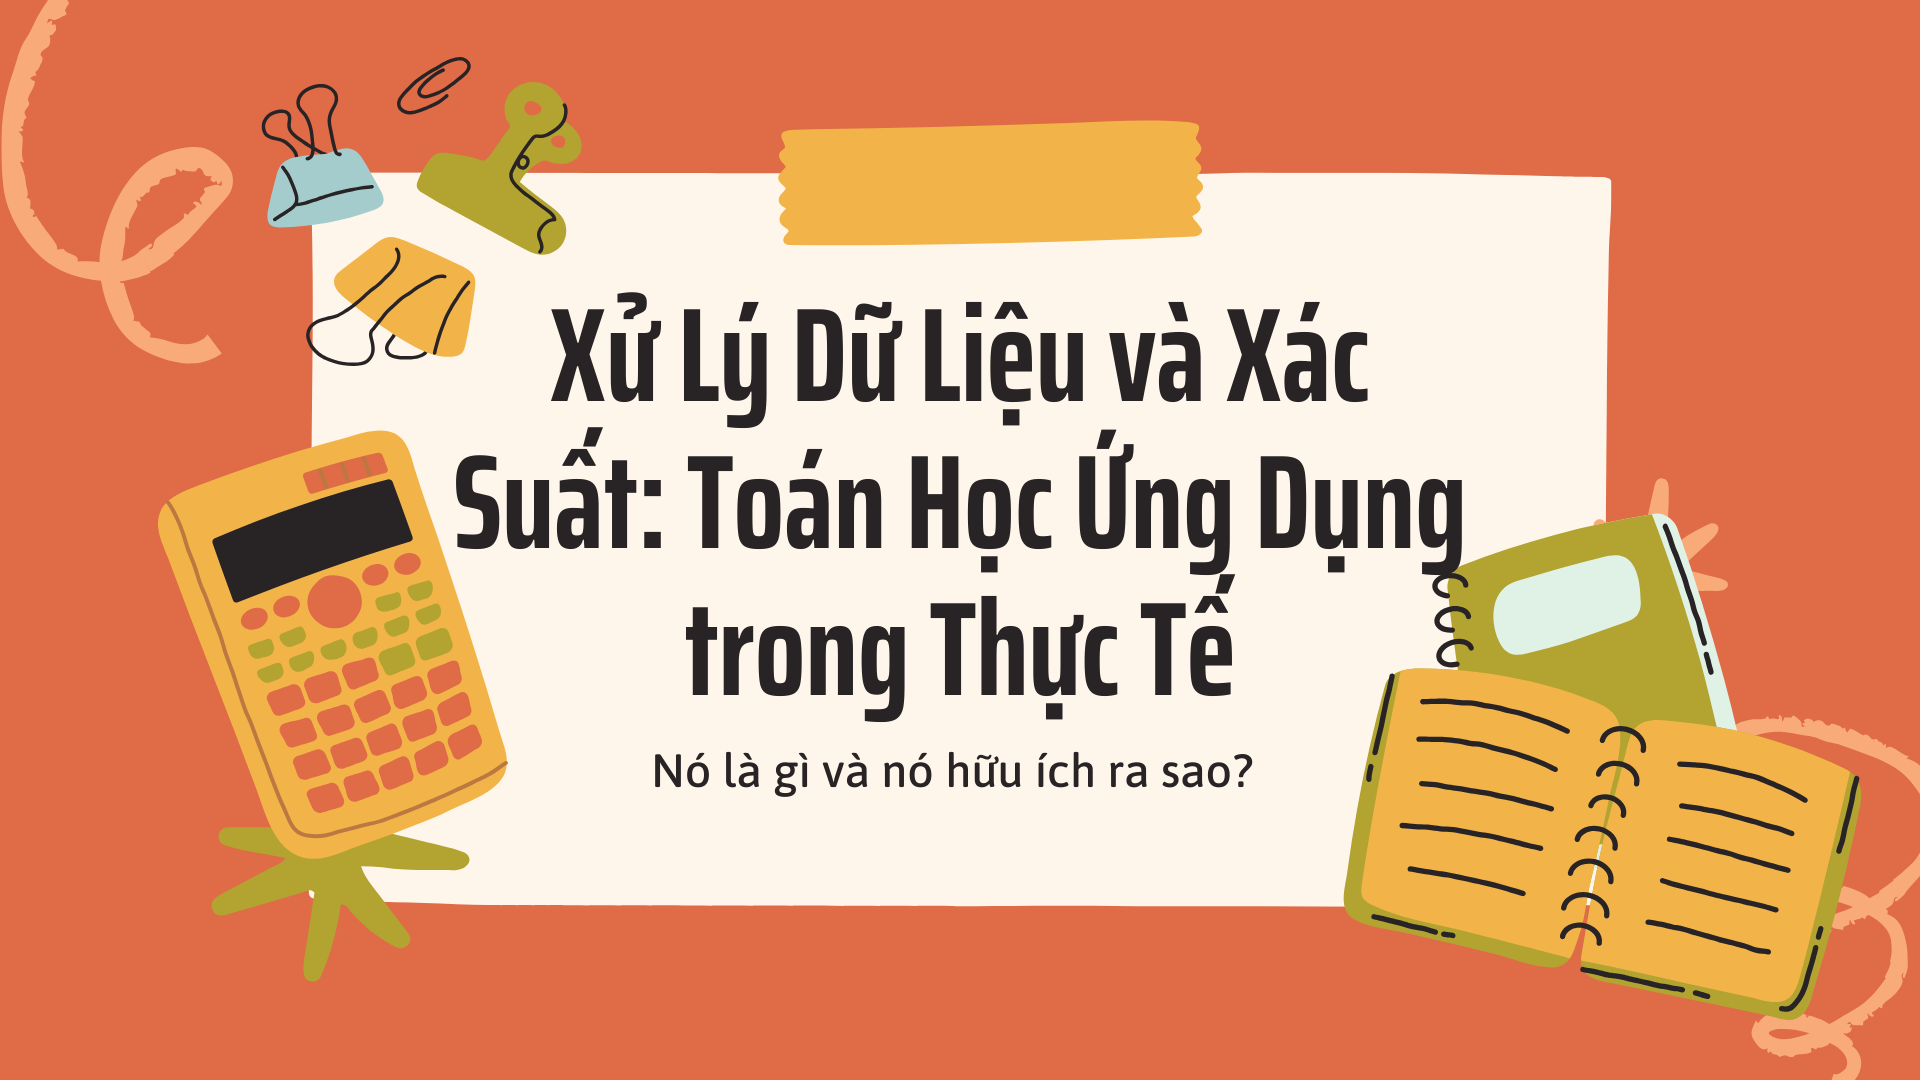 Xử Lý Dữ Liệu và Xác
Suất: Toán Học Ứng Dụng
trong Thực Tế
Nó là gì và nó hữu ích ra sao?